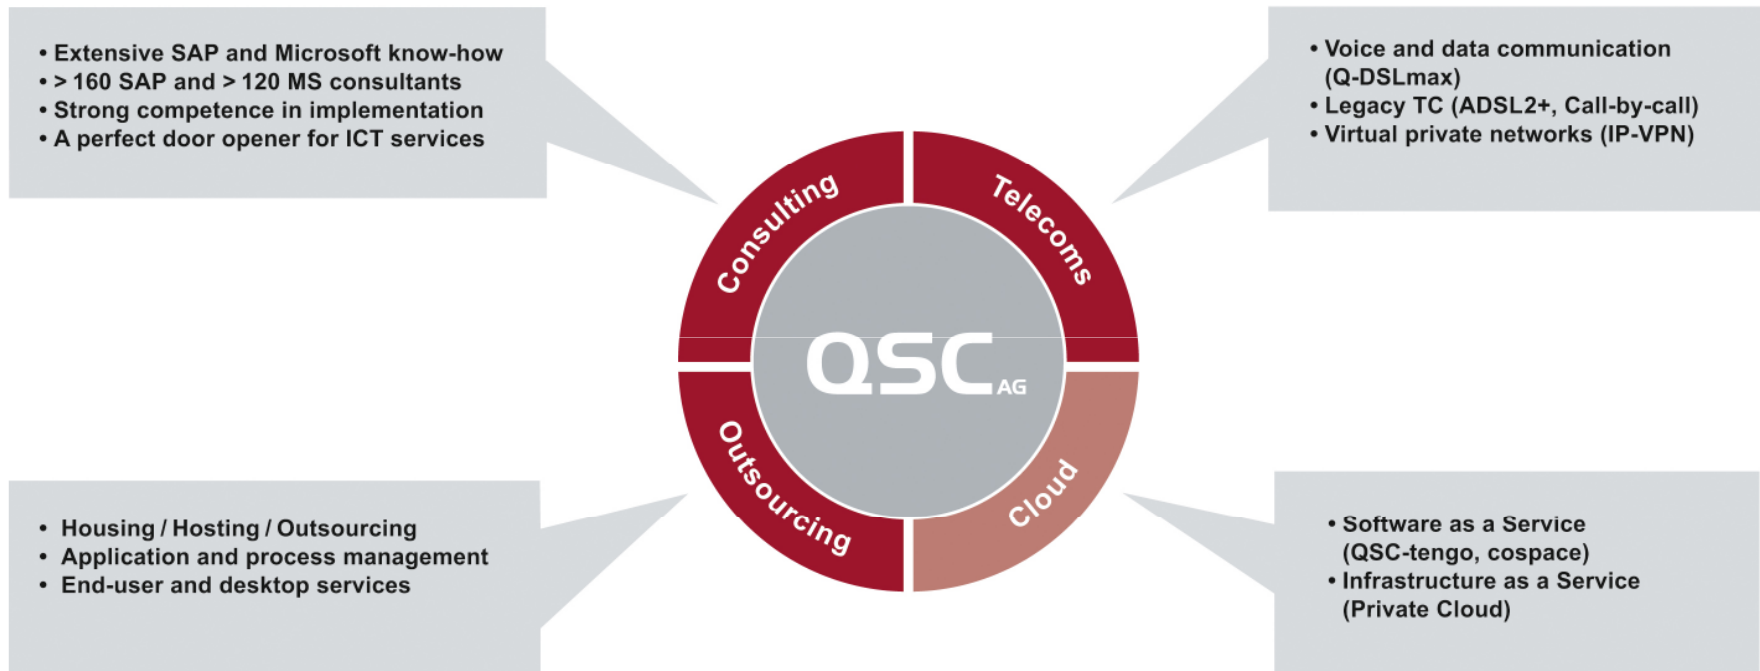 • Extensive SAP and Microsoft know-how
• > 160 SAP and > 120 MS consultants
• Strong competence in implementation
• A perfect door opener for ICT services
• Voice and data communication
(Q-DSLmax)
• Legacy TC (ADSL2+, Call-by-call)
• Virtual private networks (IP-VPN)
Consulting
Telecoms
QSC AG
Outsourcing
Cloud
• Housing / Hosting / Outsourcing
• Application and process management
• End-user and desktop services
• Software as a Service
(QSC-tengo, cospace)
• Infrastructure as a Service
(Private Cloud)